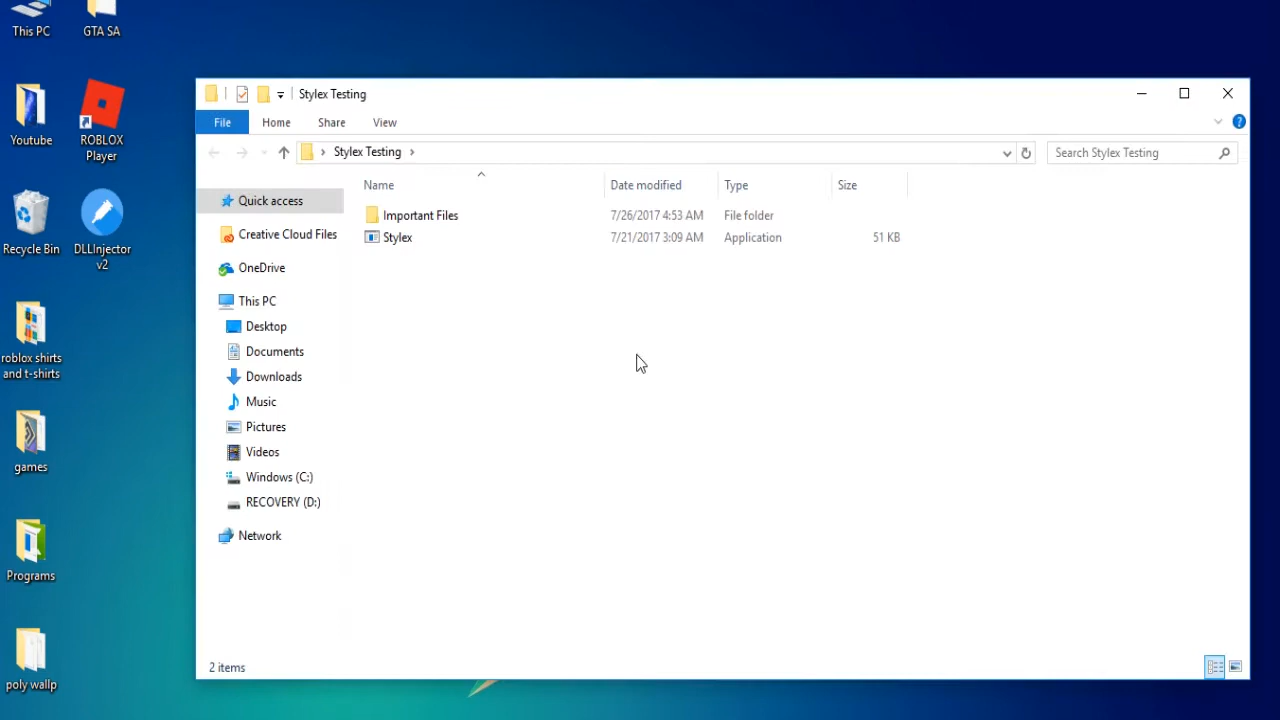 This PC
GTA SA
Youtube
ROBLOX
Player
Recycle Bin
DLLInjector
v2
roblox shirts
and t-shirts
games
Programs
poly wallp
Stylex Testing
File
Home
Share
View
Stylex Testing
Search Stylex Testing
Name
Date modified
Type
Size
Important Files
7/26/2017 4:53 AM
File folder
Stylex
7/21/2017 3:09 AM
Application
51 KB
Quick access
Creative Cloud Files
OneDrive
This PC
Desktop
Documents
Downloads
Music
Pictures
Videos
Windows (C:)
RECOVERY (D:)
Network
2 items